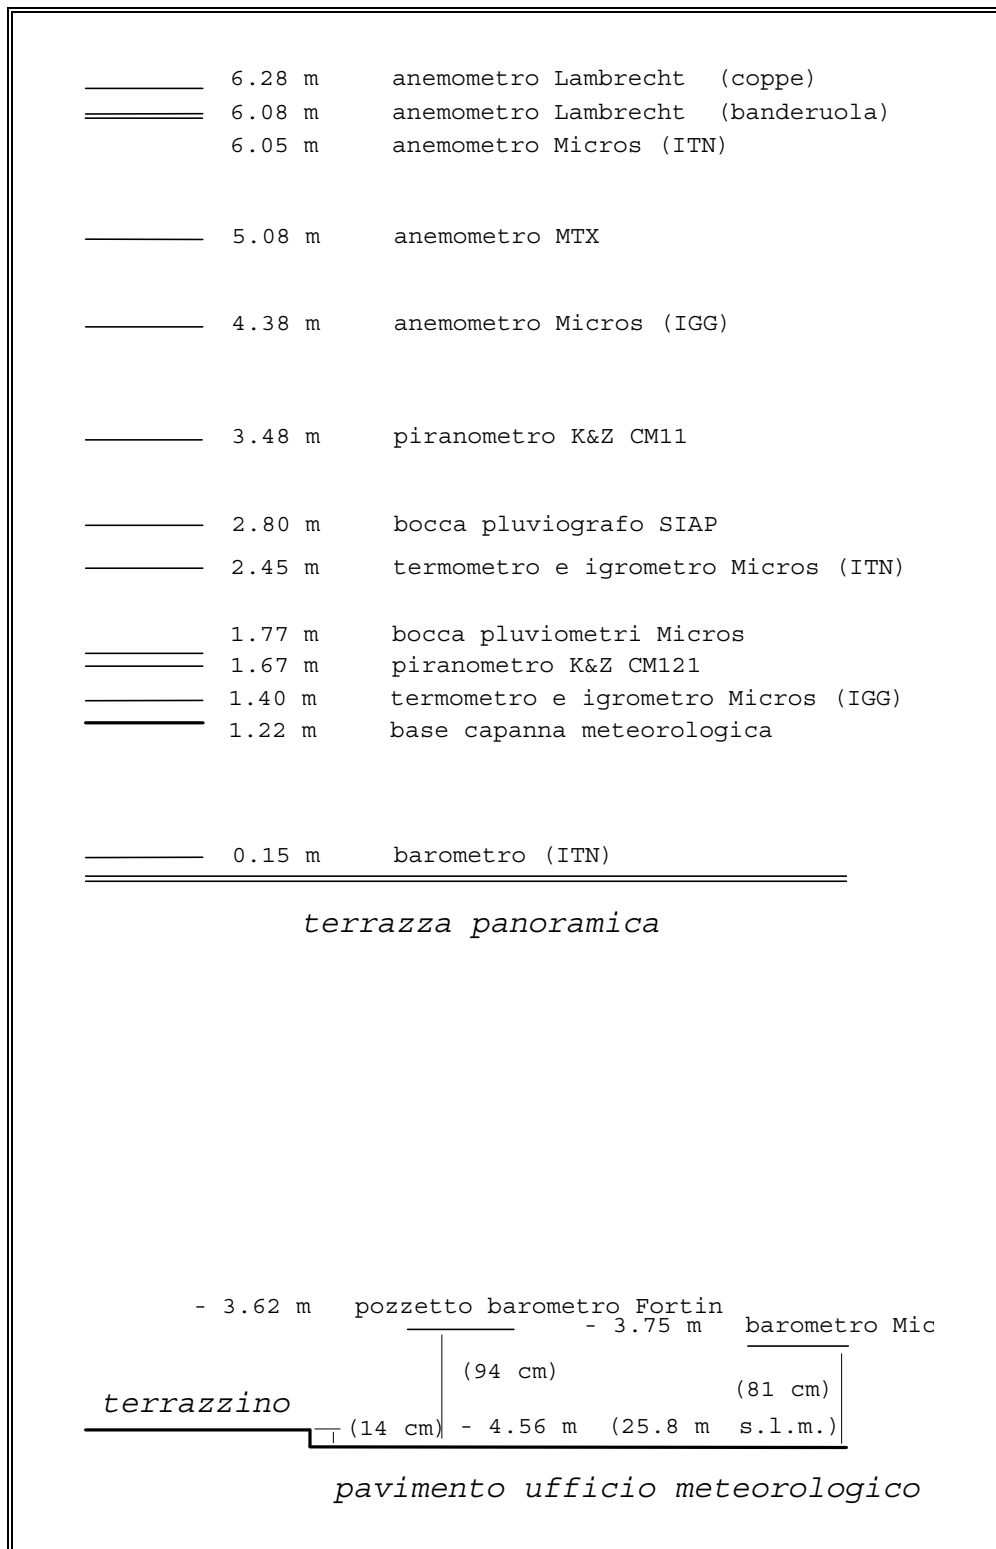 6.28 m anemometro Lambrecht (coppe)
6.08 m anemometro Lambrecht (banderuola)
6.05 m anemometro Micros (ITN)
5.08 m anemometro MTX
4.38 m anemometro Micros (IGG)
3.48 m piranometro K&Z CM11
2.80 m bocca pluviografo SIAP
2.45 m termometro e igrometro Micros (ITN)
1.77 m bocca pluviometri Micros
1.67 m piranometro K&Z CM121
1.40 m termometro e igrometro Micros (IGG)
1.22 m base capanna meteorologica
0.15 m barometro (ITN)
terrazza panoramica
- 3.62 m pozzetto barometro Fortin
- 3.75 m barometro Mic
(94 cm)
(81 cm)
terrazzino
(14 cm) - 4.56 m (25.8 m s.l.m.)
pavimento ufficio meteorologico